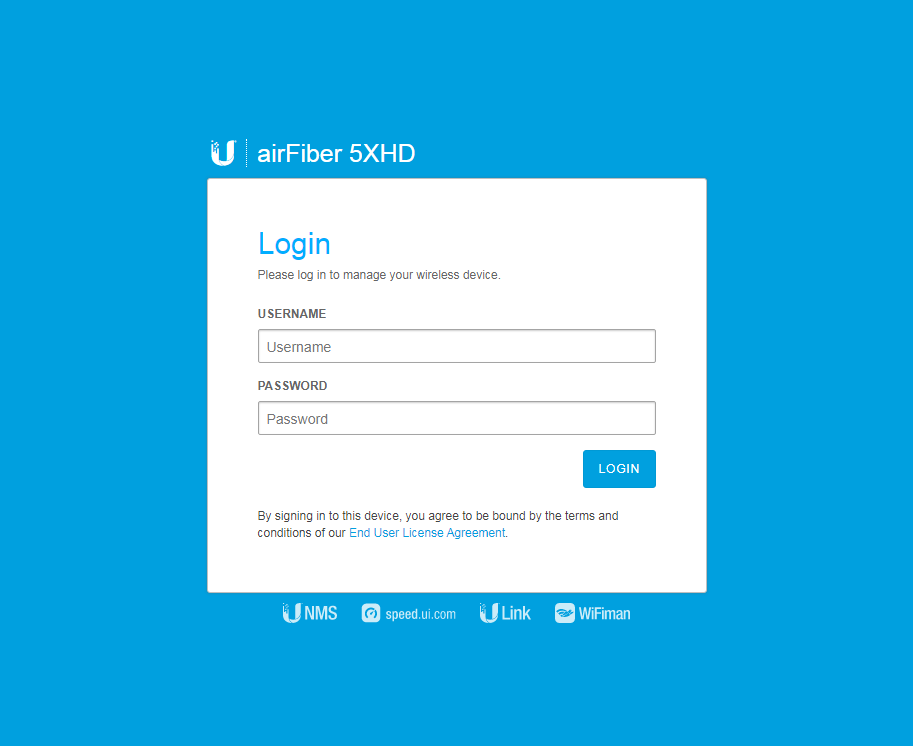 airFiber 5XHD
Login
Please log in to manage your wireless device.
USERNAME
Username
PASSWORD
Password
LOGIN
By signing in to this device, you agree to be bound by the terms and
conditions of our End User License Agreement.
U NMS speed.ui.com U Link WiFiman